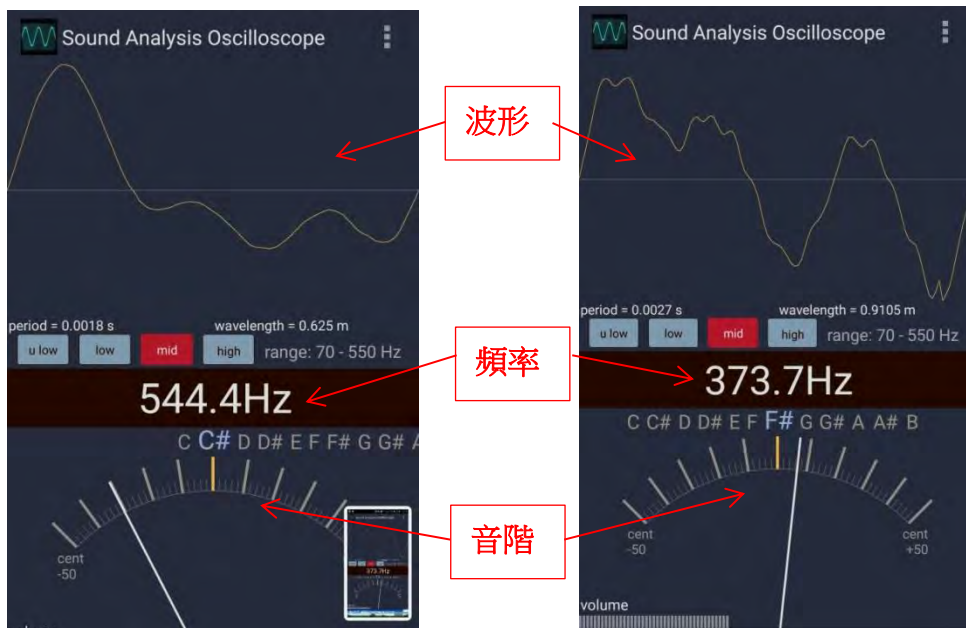 Sound Analysis Oscilloscope
period = 0.0018 s
wavelength = 0.625 m
u low
low
mid
high
range: 70 - 550 Hz
544.4Hz
C C# D D# E F F# G G# A
cent
-50
373.7Hz
波形
頻率
音階
Sound Analysis Oscilloscope
period = 0.0027 s
wavelength = 0.9105 m
u low
low
mid
high
range: 70 - 550 Hz
373.7Hz
C C# D D# E F F# G G# A A# B
cent
-50
cent
+50
volume